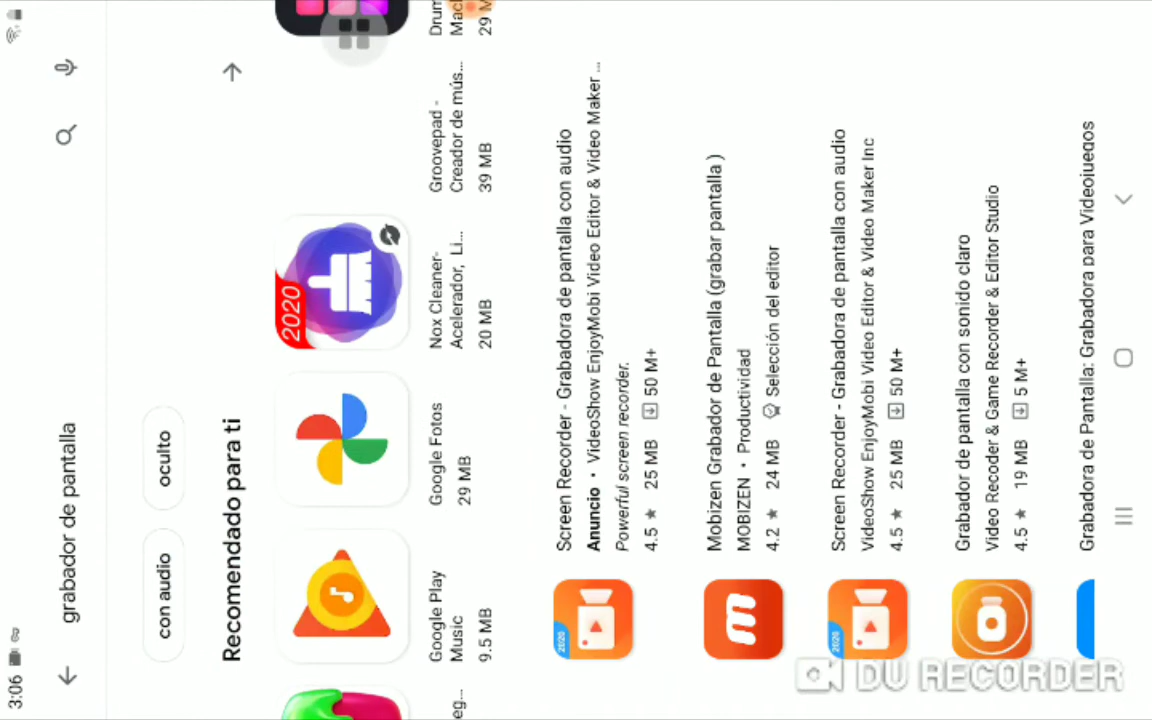 3:06
grabador de pantalla
con audio
oculto
Recomendado para ti
eg...
Google Play
Music
9.5 MB
Google Fotos
29 MB
2020
Nox Cleaner-
Acelerador, Li...
20 MB
Groovepad -
Creador de mús...
39 MB
Drum
Mach
29 M
2020
Screen Recorder - Grabadora de pantalla con audio
Anuncio • VideoShow EnjoyMobi Video Editor & Video Maker ...
Powerful screen recorder.
4.5 ★ 25 MB 50 M+
m
Mobizen Grabador de Pantalla (grabar pantalla )
MOBIZEN • Productividad
4.2 ★ 24 MB Selección del editor
2020
Screen Recorder - Grabadora de pantalla con audio
VideoShow EnjoyMobi Video Editor & Video Maker Inc
4.5 ★ 25 MB 50 M+
Grabador de pantalla con sonido claro
Video Recoder & Game Recorder & Editor Studio
4.5 ★ 19 MB 5 M+
Grabadora de Pantalla: Grabadora para Videojuegos
DU RECORDER